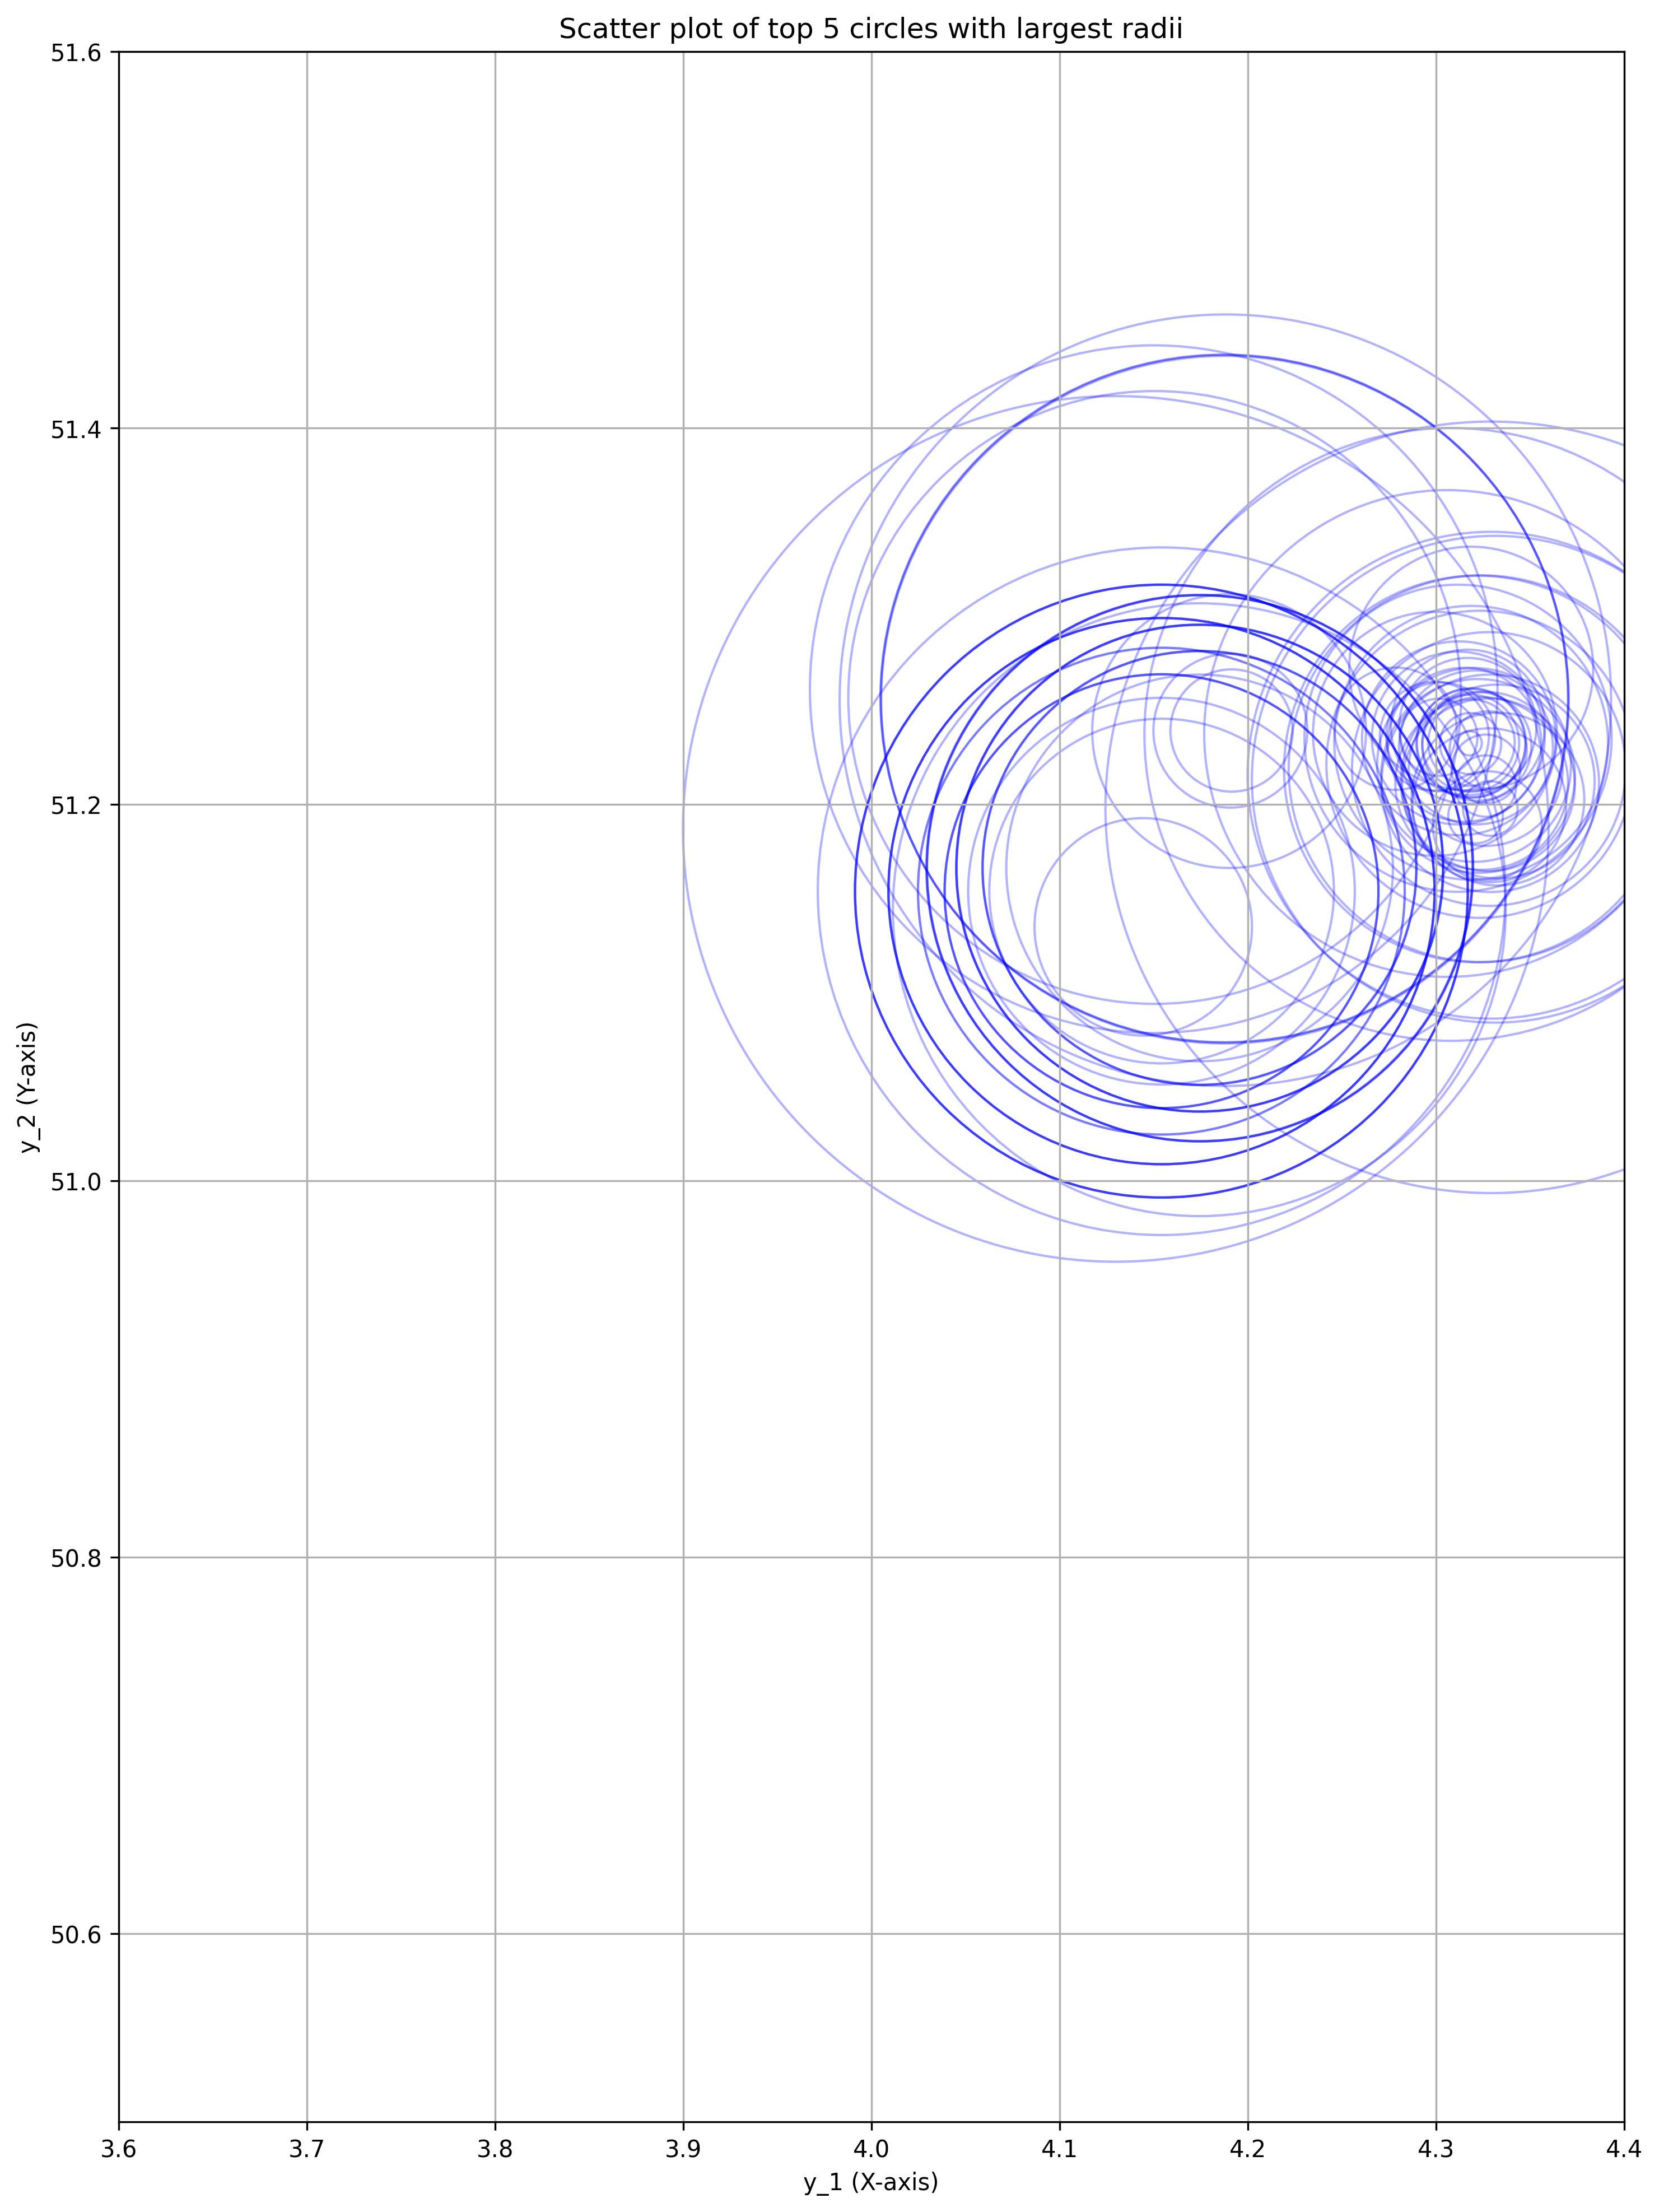 Scatter plot of top 5 circles with largest radii
51.6
51.4
51.2
51.0
50.8
50.6
y_2 (Y-axis)
3.6 3.7 3.8 3.9 4.0 4.1 4.2 4.3 4.4
y_1 (X-axis)